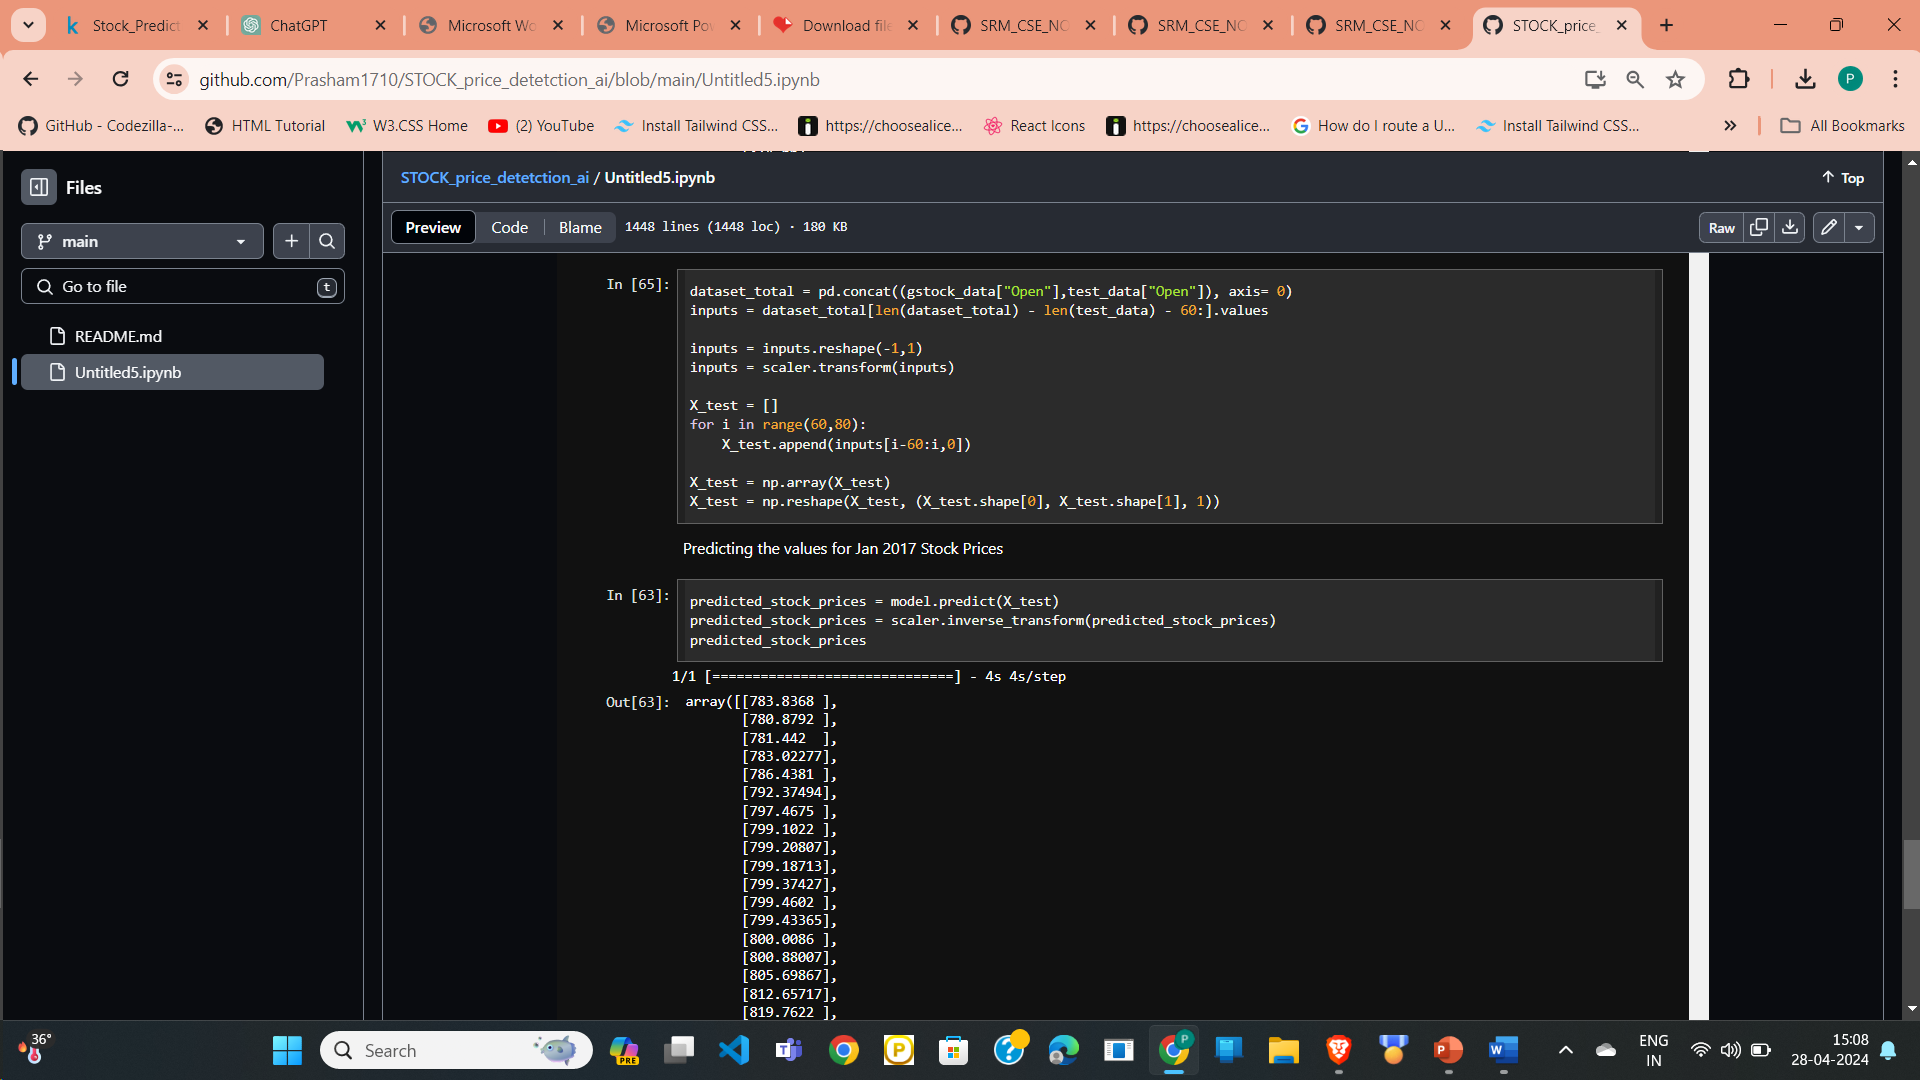 Stock_Predict
ChatGPT
Microsoft Wo
Microsoft Pow
Download file
SRM_CSE_NO
SRM_CSE_NO
SRM_CSE_NO
STOCK_price_
github.com/Prasham1710/STOCK_price_detetction_ai/blob/main/Untitled5.ipynb
P
GitHub - Codezilla-...
HTML Tutorial
W3.CSS Home
(2) YouTube
Install Tailwind CSS...
https://choosealice...
React Icons
https://choosealice...
How do I route a U...
Install Tailwind CSS...
All Bookmarks
Files
STOCK_price_detetction_ai / Untitled5.ipynb
Top
main
Preview
Code
Blame
1448 lines (1448 loc) · 180 KB
Raw
Go to file
t
README.md
Untitled5.ipynb
In [65]:
dataset_total = pd.concat((gstock_data["Open"],test_data["Open"]), axis= 0)
inputs = dataset_total[len(dataset_total) - len(test_data) - 60:].values
inputs = inputs.reshape(-1,1)
inputs = scaler.transform(inputs)
X_test = []
for i in range(60,80):
X_test.append(inputs[i-60:i,0])
X_test = np.array(X_test)
X_test = np.reshape(X_test, (X_test.shape[0], X_test.shape[1], 1))
Predicting the values for Jan 2017 Stock Prices
In [63]:
predicted_stock_prices = model.predict(X_test)
predicted_stock_prices = scaler.inverse_transform(predicted_stock_prices)
predicted_stock_prices
1/1 [==============================] - 4s 4s/step
Out[63]:
array([[783.8368 ],
[780.8792 ],
[781.442  ],
[783.02277],
[786.4381 ],
[792.37494],
[797.4675 ],
[799.1022 ],
[799.20807],
[799.18713],
[799.37427],
[799.4602 ],
[799.43365],
[800.0086 ],
[800.88007],
[805.69867],
[812.65717],
[819.7622 ],
36°
Search
PRE
ENG
IN
15:08
28-04-2024